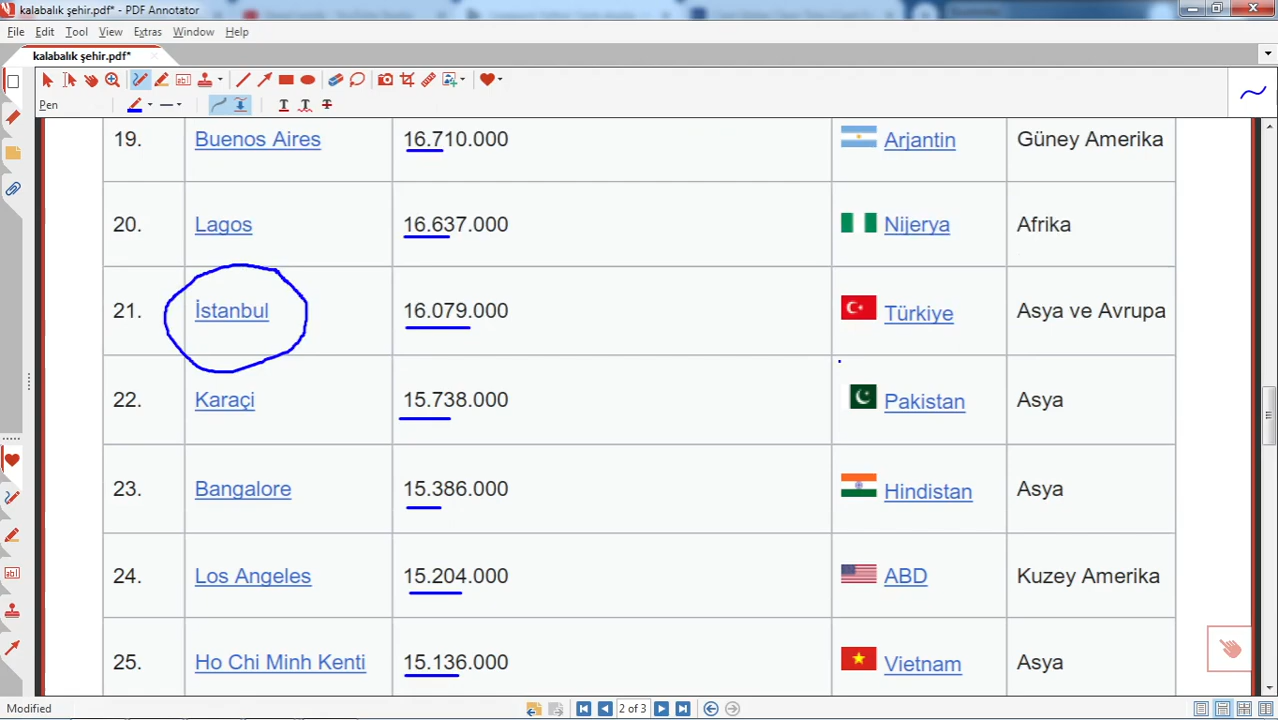 kalabalık şehir.pdf* - PDF Annotator
File Edit Tool View Extras Window Help
kalabalık şehir.pdf*
Pen
19. Buenos Aires 16.710.000 Arjantin Güney Amerika
20. Lagos 16.637.000 Nijerya Afrika
21. İstanbul 16.079.000 Türkiye Asya ve Avrupa
22. Karaçi 15.738.000 Pakistan Asya
23. Bangalore 15.386.000 Hindistan Asya
24. Los Angeles 15.204.000 ABD Kuzey Amerika
25. Ho Chi Minh Kenti 15.136.000 Vietnam Asya
Modified 2 of 3